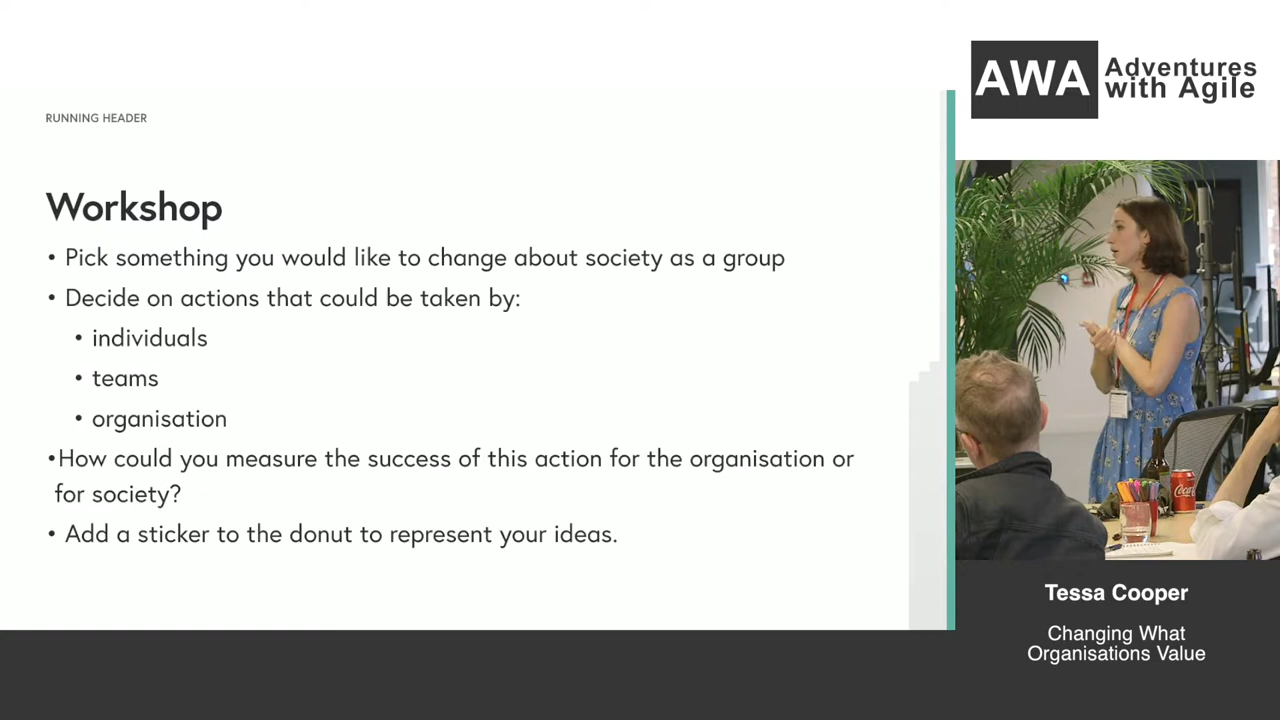 RUNNING HEADER
Workshop
• Pick something you would like to change about society as a group
• Decide on actions that could be taken by:
• individuals
• teams
• organisation
•How could you measure the success of this action for the organisation or
for society?
• Add a sticker to the donut to represent your ideas.
AWA Adventures
with Agile
Coca-Cola
Tessa Cooper
Changing What
Organisations Value